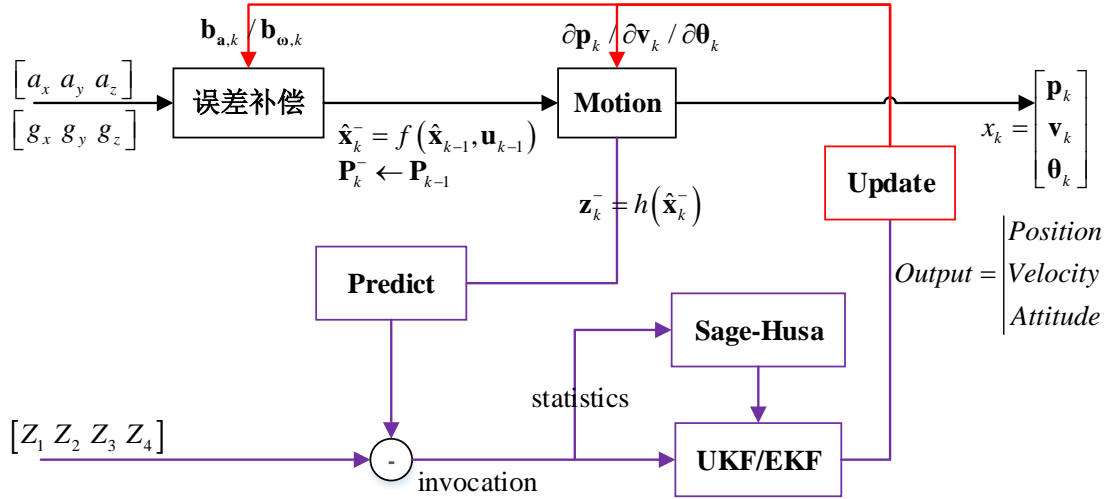 b_{a,k} / b_{ω,k}
∂p_k / ∂v_k / ∂θ_k
[a_x a_y a_z]
[g_x g_y g_z]
误差补偿
Motion
x̂_k^- = f(x̂_{k-1}, u_{k-1})
P_k^- ← P_{k-1}
x_k = [p_k
v_k
θ_k]
Update
z_k^- = h(x̂_k^-)
Predict
Output = |Position
Velocity
Attitude
Sage-Husa
statistics
[Z_1 Z_2 Z_3 Z_4]
-
invocation
UKF/EKF